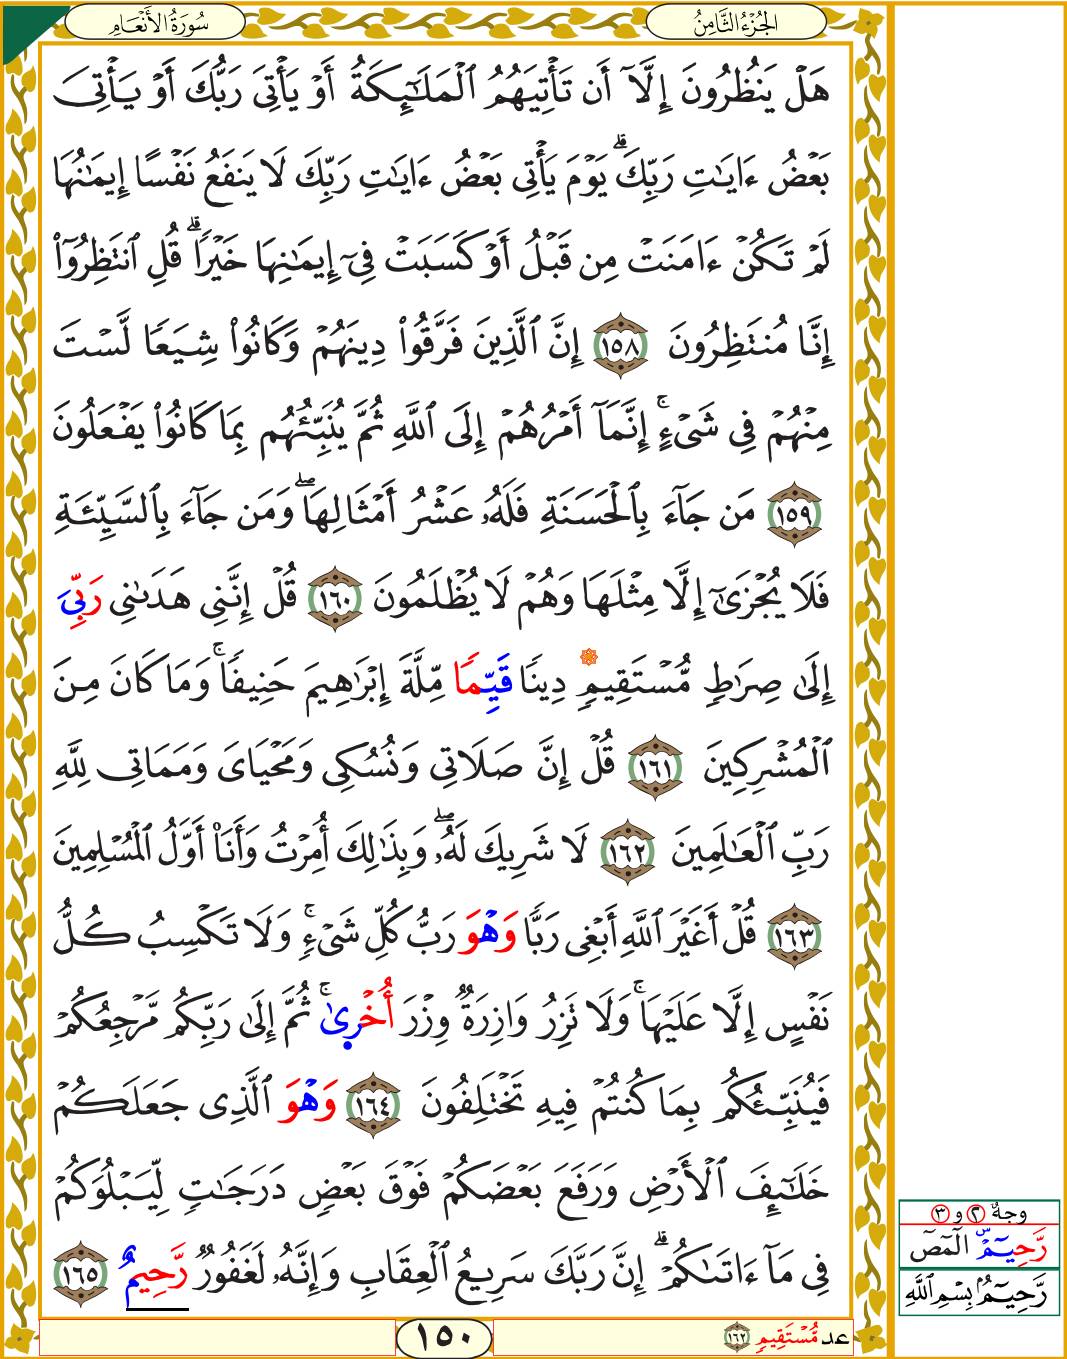 الجُزْءُ الثَّامِنُ
سُورَةُ الأَنْعَامِ
هَلْ يَنظُرُونَ إِلَّآ أَن تَأْتِيَهُمُ ٱلْمَلَـٰٓئِكَةُ أَوْ يَأْتِىَ رَبُّكَ أَوْ يَأْتِىَ
بَعْضُ ءَايَـٰتِ رَبِّكَ ۗ يَوْمَ يَأْتِى بَعْضُ ءَايَـٰتِ رَبِّكَ لَا يَنفَعُ نَفْسًا إِيمَـٰنُهَا
لَمْ تَكُنْ ءَامَنَتْ مِن قَبْلُ أَوْ كَسَبَتْ فِىٓ إِيمَـٰنِهَا خَيْرًا ۗ قُلِ ٱنتَظِرُوٓا۟
إِنَّا مُنتَظِرُونَ ١٥٨ إِنَّ ٱلَّذِينَ فَرَّقُوا۟ دِينَهُمْ وَكَانُوا۟ شِيَعًا لَّسْتَ
مِنْهُمْ فِى شَىْءٍ ۚ إِنَّمَآ أَمْرُهُمْ إِلَى ٱللَّهِ ثُمَّ يُنَبِّئُهُم بِمَا كَانُوا۟ يَفْعَلُونَ
١٥٩ مَن جَآءَ بِٱلْحَسَنَةِ فَلَهُۥ عَشْرُ أَمْثَالِهَا ۖ وَمَن جَآءَ بِٱلسَّيِّئَةِ
فَلَا يُجْزَىٰٓ إِلَّا مِثْلَهَا وَهُمْ لَا يُظْلَمُونَ ١٦٠ قُلْ إِنَّنِى هَدَىٰنِى رَبِّىَ
إِلَىٰ صِرَٰطٍ مُّسْتَقِيمٍ دِينًا قَيِّمًا مِّلَّةَ إِبْرَٰهِيمَ حَنِيفًا ۚ وَمَا كَانَ مِنَ
ٱلْمُشْرِكِينَ ١٦١ قُلْ إِنَّ صَلَاتِى وَنُسُكِى وَمَحْيَاىَ وَمَمَاتِى لِلَّهِ
رَبِّ ٱلْعَـٰلَمِينَ ١٦٢ لَا شَرِيكَ لَهُۥ ۖ وَبِذَٰلِكَ أُمِرْتُ وَأَنَا۠ أَوَّلُ ٱلْمُسْلِمِينَ
١٦٣ قُلْ أَغَيْرَ ٱللَّهِ أَبْغِى رَبًّا وَهْوَ رَبُّ كُلِّ شَىْءٍ ۚ وَلَا تَكْسِبُ كُلُّ
نَفْسٍ إِلَّا عَلَيْهَا ۚ وَلَا تَزِرُ وَازِرَةٌ وِزْرَ أُخْرىٰ ۚ ثُمَّ إِلَىٰ رَبِّكُم مَّرْجِعُكُمْ
فَيُنَبِّئُكُم بِمَا كُنتُمْ فِيهِ تَخْتَلِفُونَ ١٦٤ وَهْوَ ٱلَّذِى جَعَلَكُمْ
خَلَـٰٓئِفَ ٱلْأَرْضِ وَرَفَعَ بَعْضَكُمْ فَوْقَ بَعْضٍ دَرَجَـٰتٍ لِّيَبْلُوَكُمْ
فِى مَآ ءَاتَىٰكُمْ ۗ إِنَّ رَبَّكَ سَرِيعُ ٱلْعِقَابِ وَإِنَّهُۥ لَغَفُورٌ رَّحِيمٌ ١٦٥
وجهٌ ٢ و ٣
رَّحِيمٌ س الٓمٓصٓ
رَّحِيمٌ بِسْمِ ٱللَّهِ
عد مُّسْتَقِيمٍ ١٦٢
١٥٠